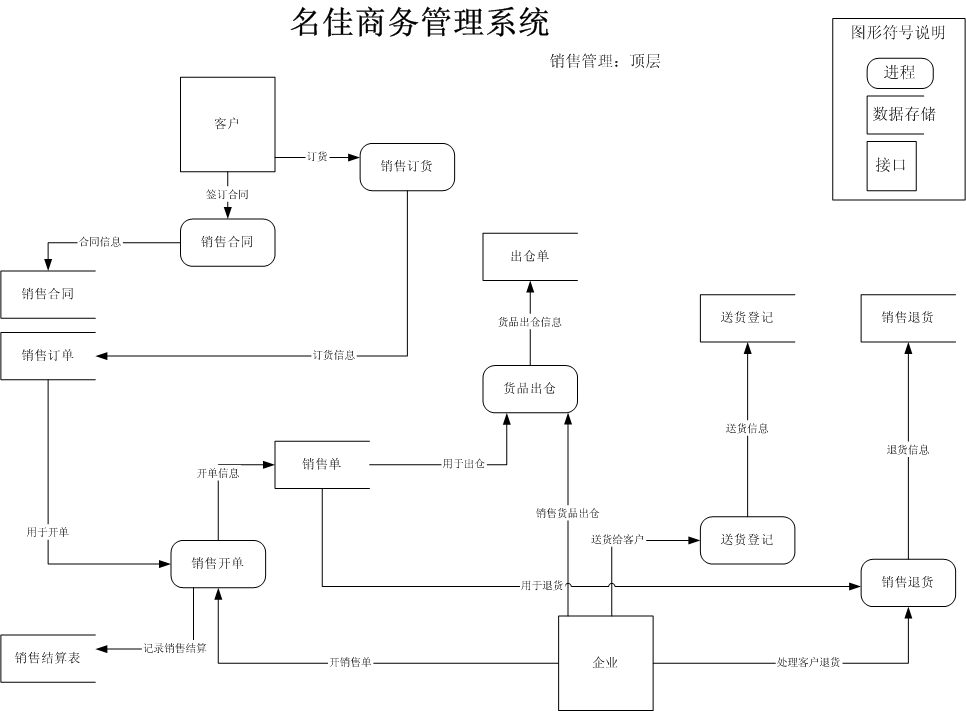 名佳商务管理系统
销售管理：顶层
图形符号说明
进程
数据存储
接口
客户
订货
销售订货
签订合同
销售合同
合同信息
销售合同
销售订单
订货信息
出仓单
货品出仓信息
货品出仓
送货登记
销售退货
送货信息
退货信息
销售单
用于出仓
开单信息
用于开单
销售开单
销售货品出仓
送货给客户
送货登记
用于退货
销售退货
销售结算表
记录销售结算
开销售单
企业
处理客户退货